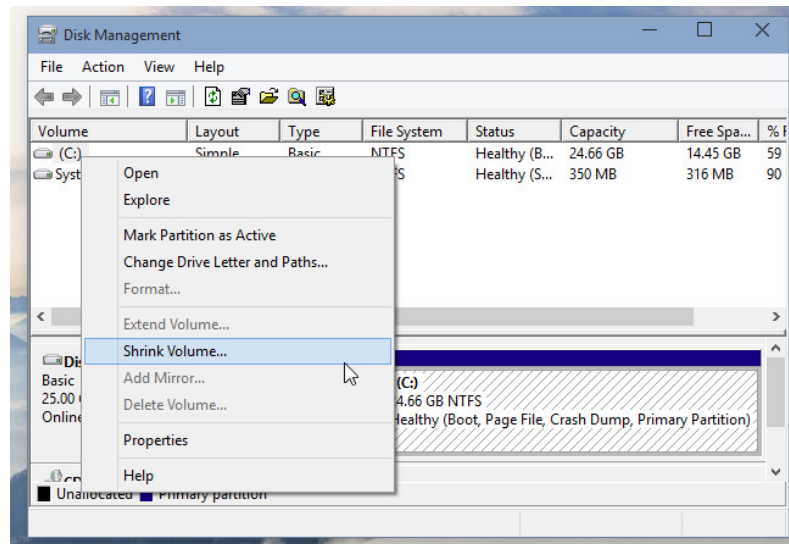 Disk Management
File Action View Help
Volume Layout Type File System Status Capacity Free Spa... % F
(C:) Simple Basic NTFS Healthy (B... 24.66 GB 14.45 GB 59
Syst FS Healthy (S... 350 MB 316 MB 90
Open
Explore
Mark Partition as Active
Change Drive Letter and Paths...
Format...
Extend Volume...
Shrink Volume...
Add Mirror...
Delete Volume...
Properties
Help
Dis
Basic
25.00
Online
(C:)
4.66 GB NTFS
Healthy (Boot, Page File, Crash Dump, Primary Partition)
Unallocated Primary partition